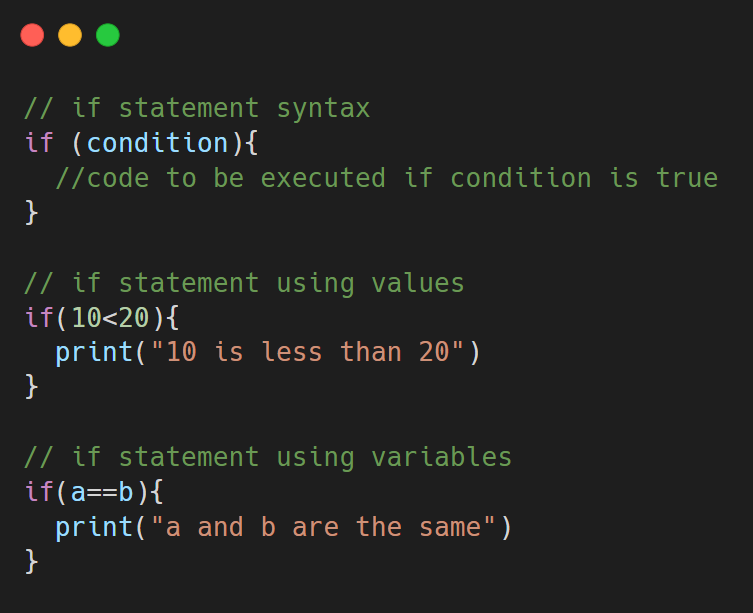 // if statement syntax
if (condition){
  //code to be executed if condition is true
}
// if statement using values
if(10<20){
  print("10 is less than 20")
}
// if statement using variables
if(a==b){
  print("a and b are the same")
}